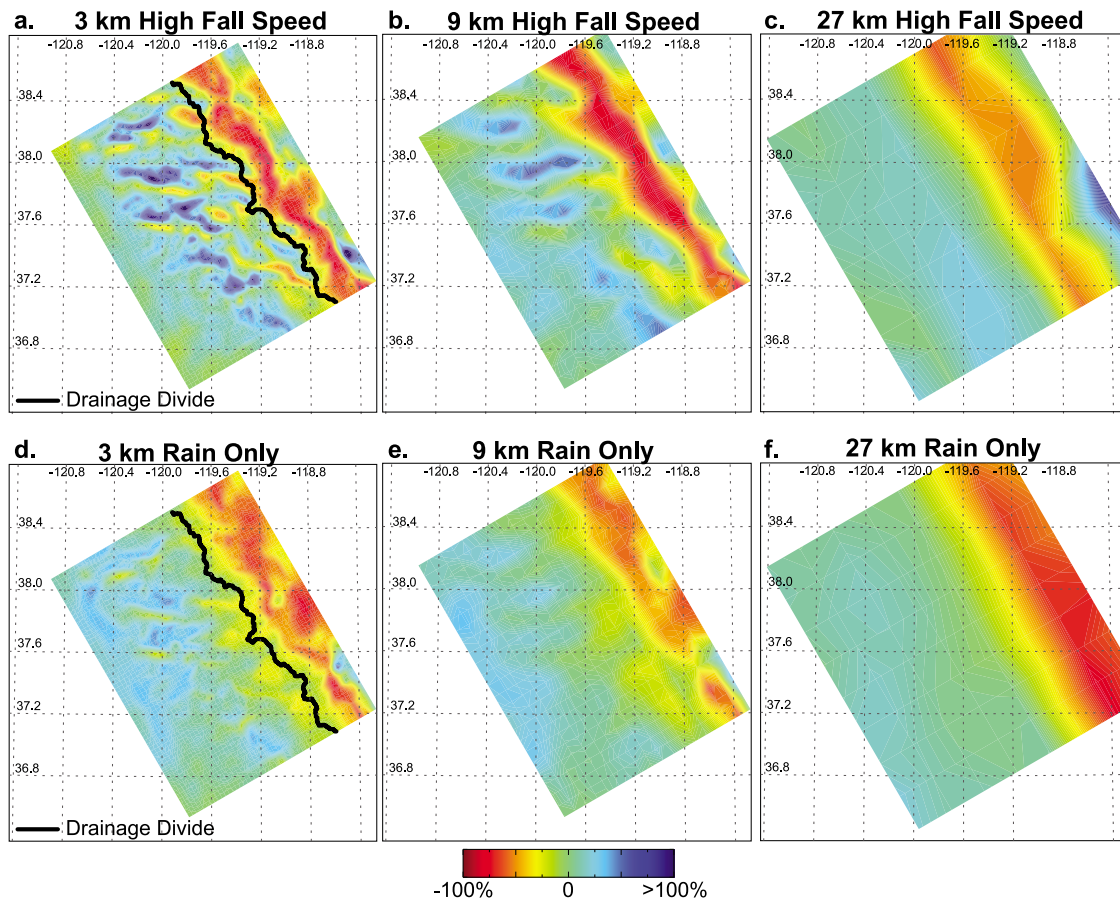 a. 3 km High Fall Speed
b. 9 km High Fall Speed
c. 27 km High Fall Speed
-120.8 -120.4 -120.0 -119.6 -119.2 -118.8
-120.8 -120.4 -120.0 -119.6 -119.2 -118.8
-120.8 -120.4 -120.0 -119.6 -119.2 -118.8
38.4 38.4 38.4
38.0 38.0 38.0
37.6 37.6 37.6
37.2 37.2 37.2
36.8 36.8 36.8
Drainage Divide
d. 3 km Rain Only
e. 9 km Rain Only
f. 27 km Rain Only
-120.8 -120.4 -120.0 -119.6 -119.2 -118.8
-120.8 -120.4 -120.0 -119.6 -119.2 -118.8
-120.8 -120.4 -120.0 -119.6 -119.2 -118.8
38.4 38.4 38.4
38.0 38.0 38.0
37.6 37.6 37.6
37.2 37.2 37.2
36.8 36.8 36.8
Drainage Divide
-100% 0 >100%